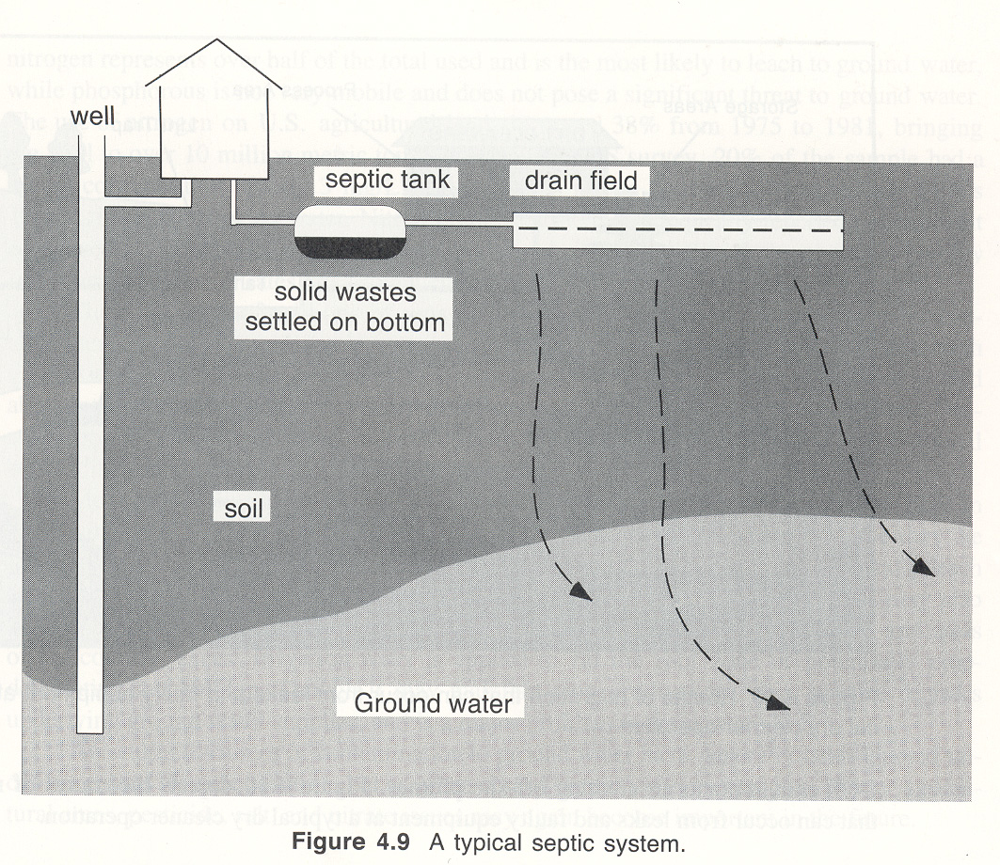 well
septic tank
drain field
solid wastes
settled on bottom
soil
Ground water
Figure 4.9 A typical septic system.